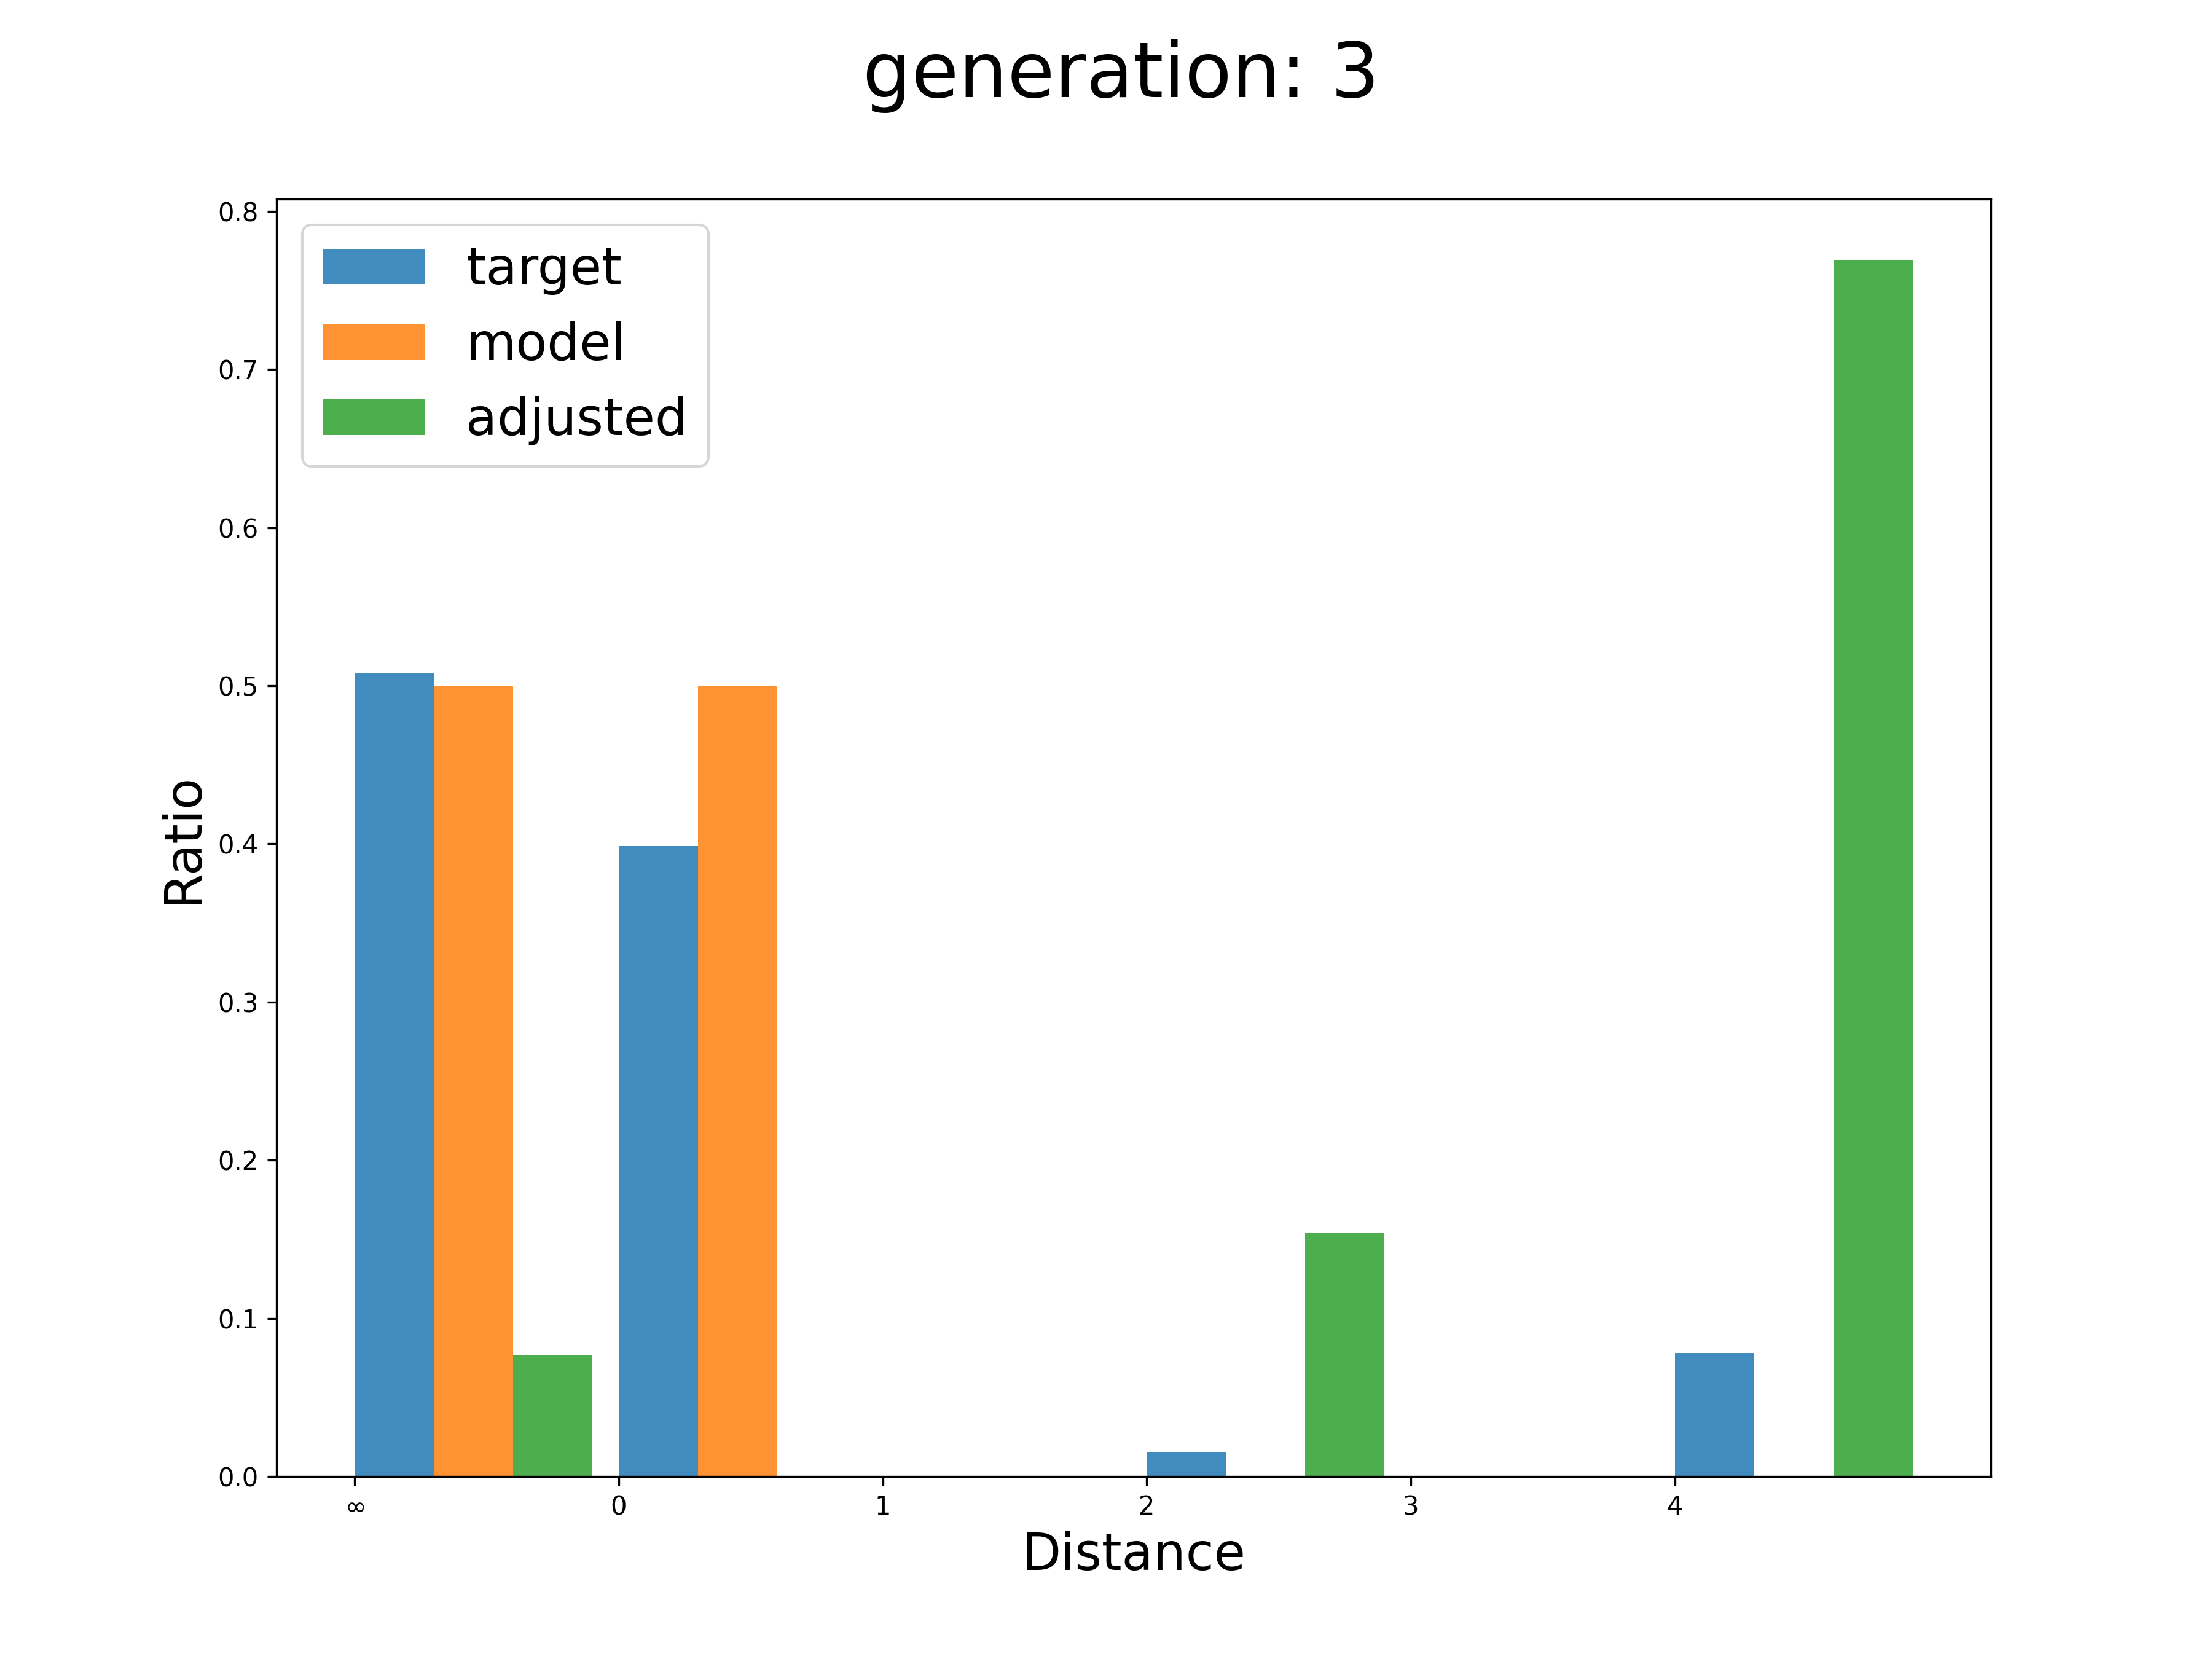 generation: 3
0.8
0.7
0.6
0.5
0.4
0.3
0.2
0.1
0.0
Ratio
target
model
adjusted
∞ 0 1 2 3 4
Distance